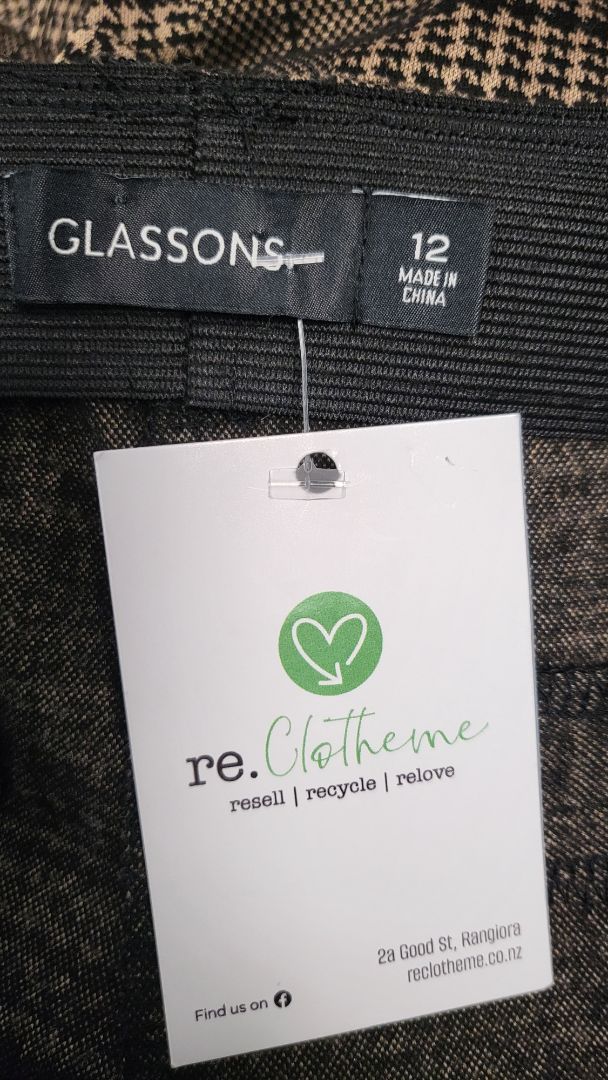 GLASSONS
12
MADE IN
CHINA
re.Clotheme
resell | recycle | relove
2a Good St, Rangiora
reclotheme.co.nz
Find us on